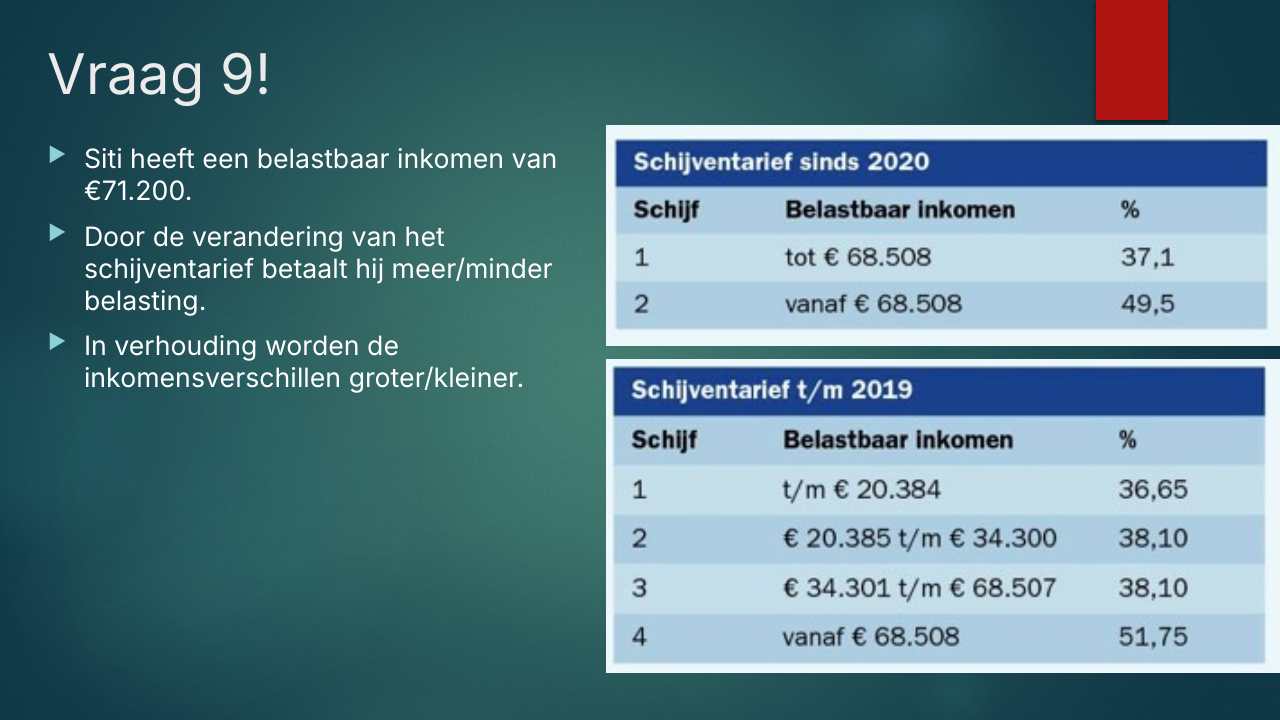 Vraag 9!
Siti heeft een belastbaar inkomen van
€71.200.
Door de verandering van het
schijventarief betaalt hij meer/minder
belasting.
In verhouding worden de
inkomensverschillen groter/kleiner.
Schijventarief sinds 2020
Schijf Belastbaar inkomen %
1 tot € 68.508 37,1
2 vanaf € 68.508 49,5
Schijventarief t/m 2019
Schijf Belastbaar inkomen %
1 t/m € 20.384 36,65
2 € 20.385 t/m € 34.300 38,10
3 € 34.301 t/m € 68.507 38,10
4 vanaf € 68.508 51,75